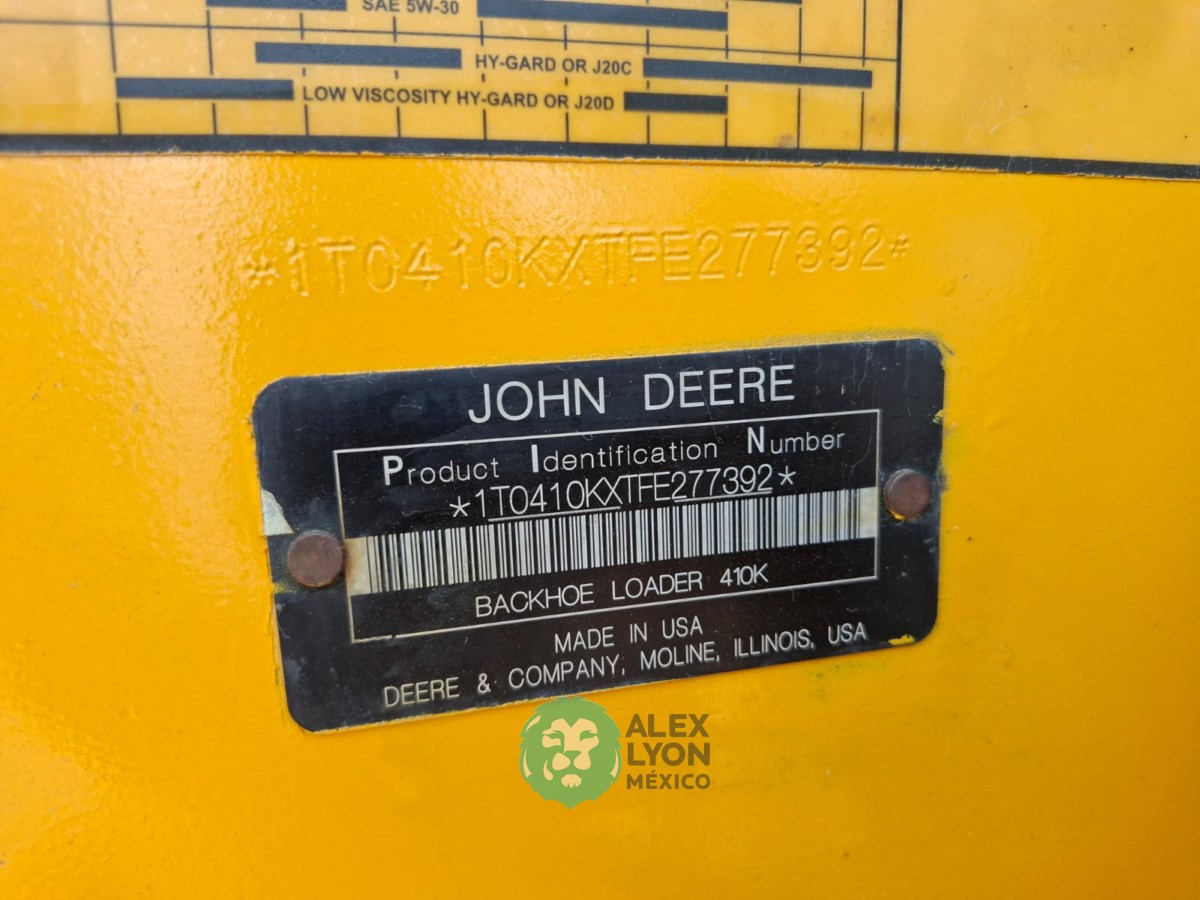 SAE 5W-30
HY-GARD OR J20C
LOW VISCOSITY HY-GARD OR J20D
*1T0410KXTFE277392*
JOHN DEERE
Product Identification Number
*1T0410KXTFE277392*
BACKHOE LOADER 410K
MADE IN USA
DEERE & COMPANY, MOLINE, ILLINOIS, USA
ALEX
LYON
MÉXICO